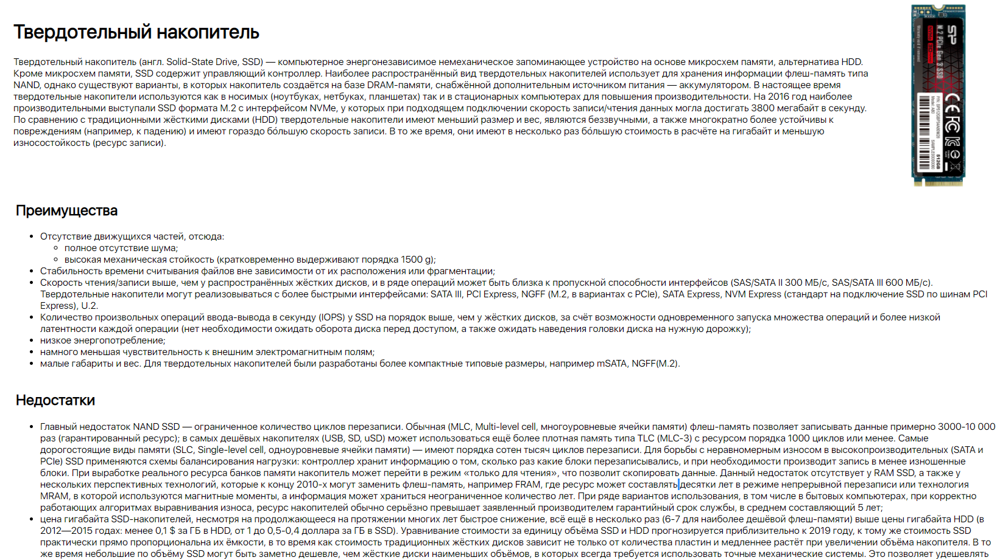 Твердотельный накопитель
Твердотельный накопитель (англ. Solid-State Drive, SSD) — компьютерное энергонезависимое немеханическое запоминающее устройство на основе микросхем памяти, альтернатива HDD.
Кроме микросхем памяти, SSD содержит управляющий контроллер. Наиболее распространённый вид твердотельных накопителей использует для хранения информации флеш-память типа
NAND, однако существуют варианты, в которых накопитель создаётся на базе DRAM-памяти, снабжённой дополнительным источником питания — аккумулятором. В настоящее время
твердотельные накопители используются как в носимых (ноутбуках, нетбуках, планшетах) так и в стационарных компьютерах для повышения производительности. На 2016 год наиболее
производительными выступали SSD формата M.2 с интерфейсом NVMe, у которых при подходящем подключении скорость записи/чтения данных могла достигать 3800 мегабайт в секунду.
По сравнению с традиционными жёсткими дисками (HDD) твердотельные накопители имеют меньший размер и вес, являются беззвучными, а также многократно более устойчивы к
повреждениям (например, к падению) и имеют гораздо бо́льшую скорость записи. В то же время, они имеют в несколько раз бо́льшую стоимость в расчёте на гигабайт и меньшую
износостойкость (ресурс записи).
SP
M.2 PCIe Gen 3 SSD
512GB
Преимущества
• Отсутствие движущихся частей, отсюда:
◦ полное отсутствие шума;
◦ высокая механическая стойкость (кратковременно выдерживают порядка 1500 g);
• Стабильность времени считывания файлов вне зависимости от их расположения или фрагментации;
• Скорость чтения/записи выше, чем у распространённых жёстких дисков, и в ряде операций может быть близка к пропускной способности интерфейсов (SAS/SATA II 300 МБ/с, SAS/SATA III 600 МБ/с).
Твердотельные накопители могут реализовываться с более быстрыми интерфейсами: SATA III, PCI Express, NGFF (M.2, в вариантах с PCIe), SATA Express, NVM Express (стандарт на подключение SSD по шинам PCI
Express), U.2.
• Количество произвольных операций ввода-вывода в секунду (IOPS) у SSD на порядок выше, чем у жёстких дисков, за счёт возможности одновременного запуска множества операций и более низкой
латентности каждой операции (нет необходимости ожидать оборота диска перед доступом, а также ожидать наведения головки диска на нужную дорожку);
• низкое энергопотребление;
• намного меньшая чувствительность к внешним электромагнитным полям;
• малые габариты и вес. Для твердотельных накопителей были разработаны более компактные типовые размеры, например mSATA, NGFF(M.2).
Недостатки
• Главный недостаток NAND SSD — ограниченное количество циклов перезаписи. Обычная (MLC, Multi-level cell, многоуровневые ячейки памяти) флеш-память позволяет записывать данные примерно 3000-10 000
раз (гарантированный ресурс); в самых дешёвых накопителях (USB, SD, uSD) может использоваться ещё более плотная память типа TLC (MLC-3) с ресурсом порядка 1000 циклов или менее. Самые
дорогостоящие виды памяти (SLC, Single-level cell, одноуровневые ячейки памяти) — имеют порядка сотен тысяч циклов перезаписи. Для борьбы с неравномерным износом в высокопроизводительных (SATA и
PCIe) SSD применяются схемы балансирования нагрузки: контроллер хранит информацию о том, сколько раз какие блоки перезаписывались, и при необходимости производит запись в менее изношенные
блоки. При выработке реального ресурса банков памяти накопитель может перейти в режим «только для чтения», что позволит скопировать данные. Данный недостаток отсутствует у RAM SSD, а также у
нескольких перспективных технологий, которые к концу 2010-х могут заменить флеш-память, например FRAM, где ресурс может составлять десятки лет в режиме непрерывной перезаписи или технология
MRAM, в которой используются магнитные моменты, а информация может храниться неограниченное количество лет. При ряде вариантов использования, в том числе в бытовых компьютерах, при корректно
работающих алгоритмах выравнивания износа, ресурс накопителей обычно серьёзно превышает заявленный производителем гарантийный срок службы, в среднем составляющий 5 лет;
• цена гигабайта SSD-накопителей, несмотря на продолжающееся на протяжении многих лет быстрое снижение, всё ещё в несколько раз (6-7 для наиболее дешёвой флеш-памяти) выше цены гигабайта HDD (в
2012—2015 годах: менее 0,1 $ за ГБ в HDD, от 1 до 0,5-0,4 доллара за ГБ в SSD). Уравнивание стоимости за единицу объёма SSD и HDD прогнозируется приблизительно к 2019 году, к тому же стоимость SSD
практически прямо пропорциональна их ёмкости, в то время как стоимость традиционных жёстких дисков зависит не только от количества пластин и медленнее растёт при увеличении объёма накопителя. В то
же время небольшие по объёму SSD могут быть заметно дешевле, чем жёсткие диски наименьших объёмов, в которых всегда требуется использовать точные механические системы. Это позволяет удешевлять